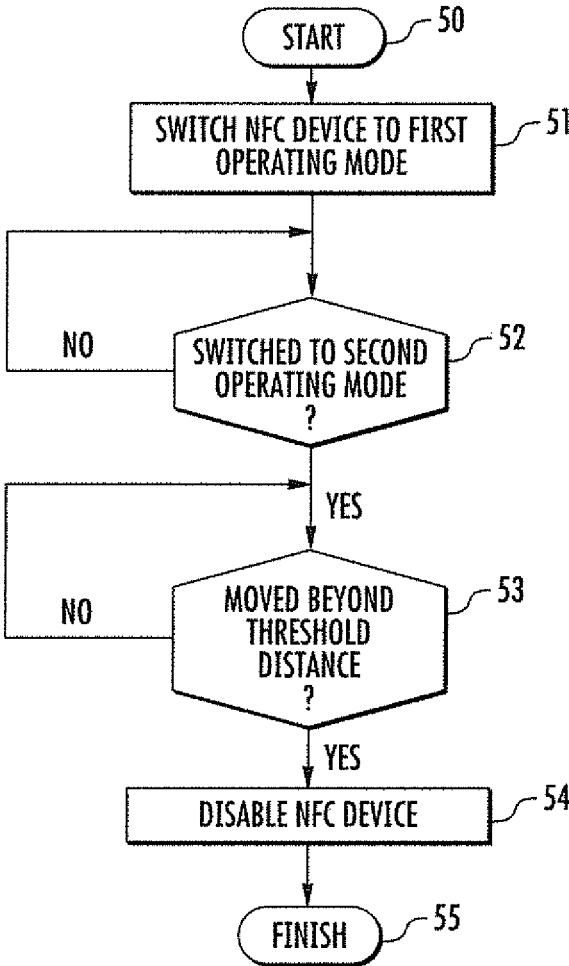 START
50
SWITCH NFC DEVICE TO FIRST
OPERATING MODE
51
NO
SWITCHED TO SECOND
OPERATING MODE
?
52
YES
NO
MOVED BEYOND
THRESHOLD
DISTANCE
?
53
YES
DISABLE NFC DEVICE
54
FINISH
55